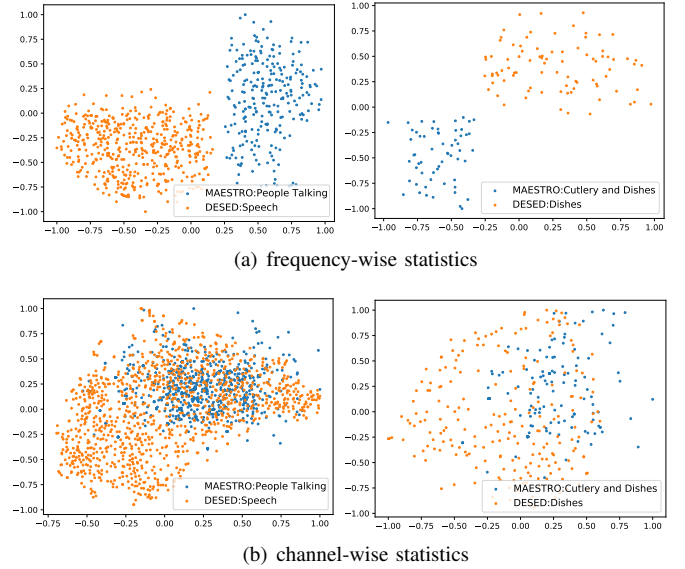 1.00
0.75
0.50
0.25
0.00
−0.25
−0.50
−0.75
−1.00
−1.00 −0.75 −0.50 −0.25 0.00 0.25 0.50 0.75 1.00
MAESTRO:People Talking
DESED:Speech
1.00
0.75
0.50
0.25
0.00
−0.25
−0.50
−0.75
−1.00
−1.00 −0.75 −0.50 −0.25 0.00 0.25 0.50 0.75 1.00
MAESTRO:Cutlery and Dishes
DESED:Dishes
(a) frequency-wise statistics
1.00
0.75
0.50
0.25
0.00
−0.25
−0.50
−0.75
−1.00
−0.75 −0.50 −0.25 0.00 0.25 0.50 0.75 1.00
MAESTRO:People Talking
DESED:Speech
1.00
0.75
0.50
0.25
0.00
−0.25
−0.50
−0.75
−1.00
−1.00 −0.75 −0.50 −0.25 0.00 0.25 0.50 0.75 1.00
MAESTRO:Cutlery and Dishes
DESED:Dishes
(b) channel-wise statistics